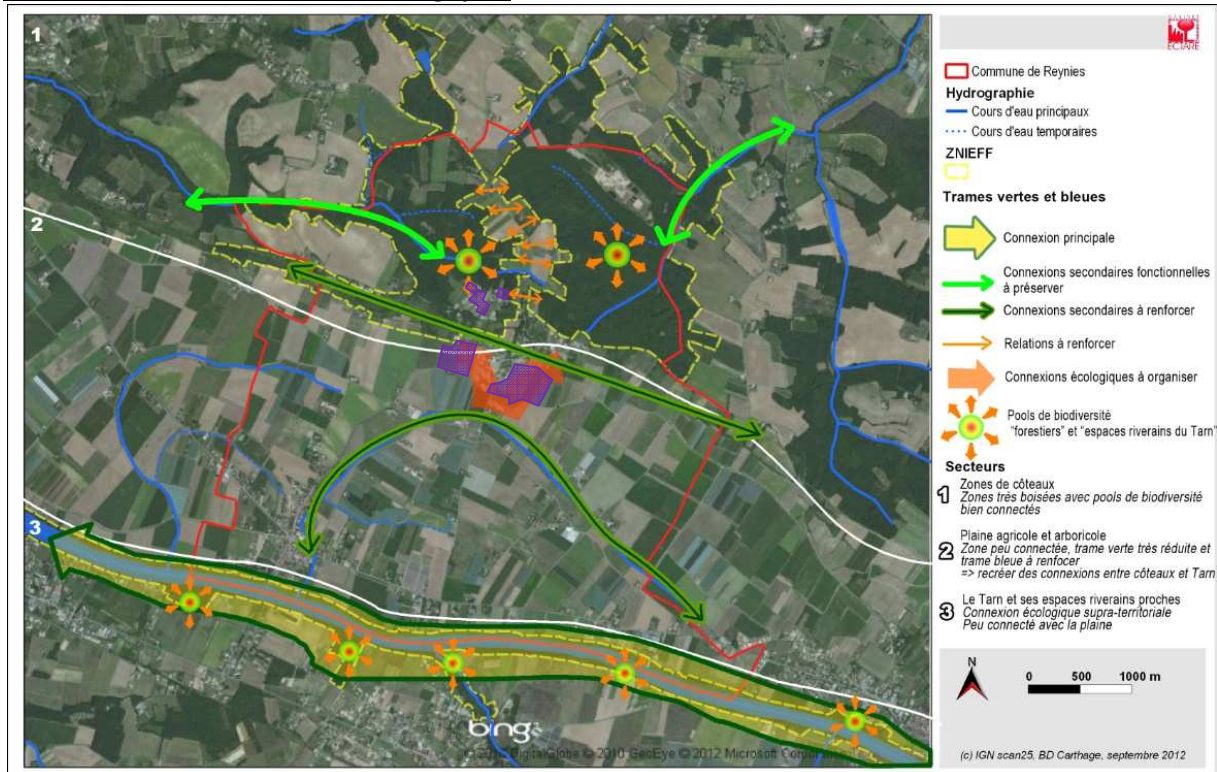 1
2
3
bing
ECTARE
Commune de Reynies
Hydrographie
Cours d'eau principaux
Cours d'eau temporaires
ZNIEFF
Trames vertes et bleues
Connexion principale
Connexions secondaires fonctionnelles
à préserver
Connexions secondaires à renforcer
Relations à renforcer
Connexions écologiques à organiser
Pools de biodiversité
"forestiers" et "espaces riverains du Tarn"
Secteurs
1 Zones de côteaux
Zones très boisées avec pools de biodiversité
bien connectés
2 Plaine agricole et arboricole
Zone peu connectée, trame verte très réduite et
trame bleue à renfocer
=> recréer des connexions entre côteaux et Tarn
3 Le Tarn et ses espaces riverains proches
Connexion écologique supra-territoriale
Peu connecté avec la plaine
N
0 500 1000 m
(c) IGN scan25, BD Carthage, septembre 2012
DigitalGlobe © 2010 GeoEye © 2012 Microsoft